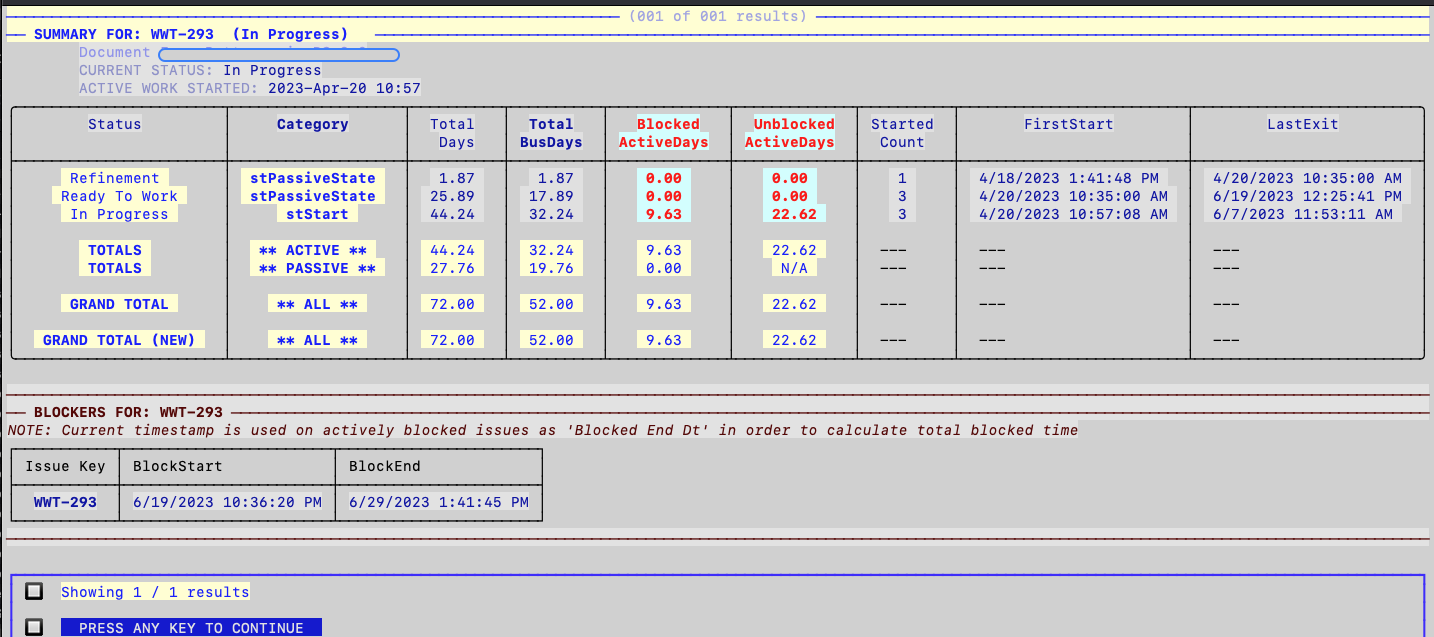 (001 of 001 results)
SUMMARY FOR: WWT-293 (In Progress)
Document
CURRENT STATUS: In Progress
ACTIVE WORK STARTED: 2023-Apr-20 10:57
Status Category Total Days Total BusDays Blocked ActiveDays Unblocked ActiveDays Started Count FirstStart LastExit
Refinement stPassiveState 1.87 1.87 0.00 0.00 1 4/18/2023 1:41:48 PM 4/20/2023 10:35:00 AM
Ready To Work stPassiveState 25.89 17.89 0.00 0.00 3 4/20/2023 10:35:00 AM 6/19/2023 12:25:41 PM
In Progress stStart 44.24 32.24 9.63 22.62 3 4/20/2023 10:57:08 AM 6/7/2023 11:53:11 AM
TOTALS ** ACTIVE ** 44.24 32.24 9.63 22.62 --- --- ---
TOTALS ** PASSIVE ** 27.76 19.76 0.00 N/A --- --- ---
GRAND TOTAL ** ALL ** 72.00 52.00 9.63 22.62 --- --- ---
GRAND TOTAL (NEW) ** ALL ** 72.00 52.00 9.63 22.62 --- --- ---
BLOCKERS FOR: WWT-293
NOTE: Current timestamp is used on actively blocked issues as 'Blocked End Dt' in order to calculate total blocked time
Issue Key BlockStart BlockEnd
WWT-293 6/19/2023 10:36:20 PM 6/29/2023 1:41:45 PM
Showing 1 / 1 results
PRESS ANY KEY TO CONTINUE